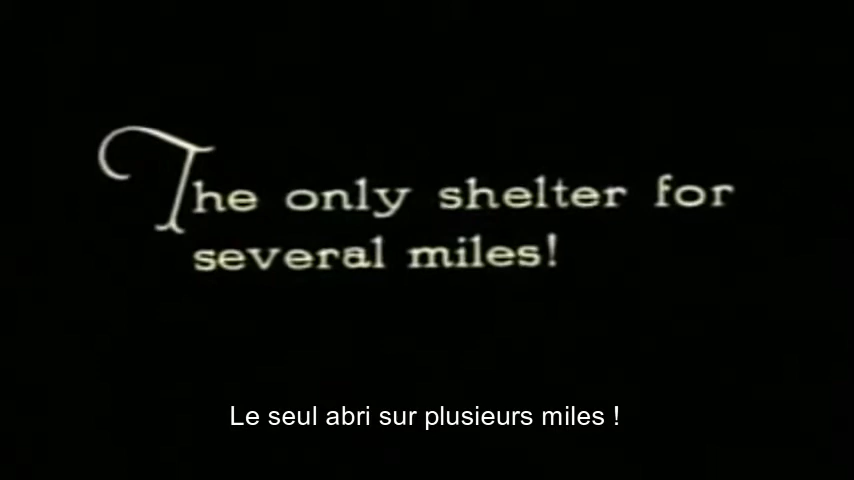 The only shelter for
several miles!
Le seul abri sur plusieurs miles !